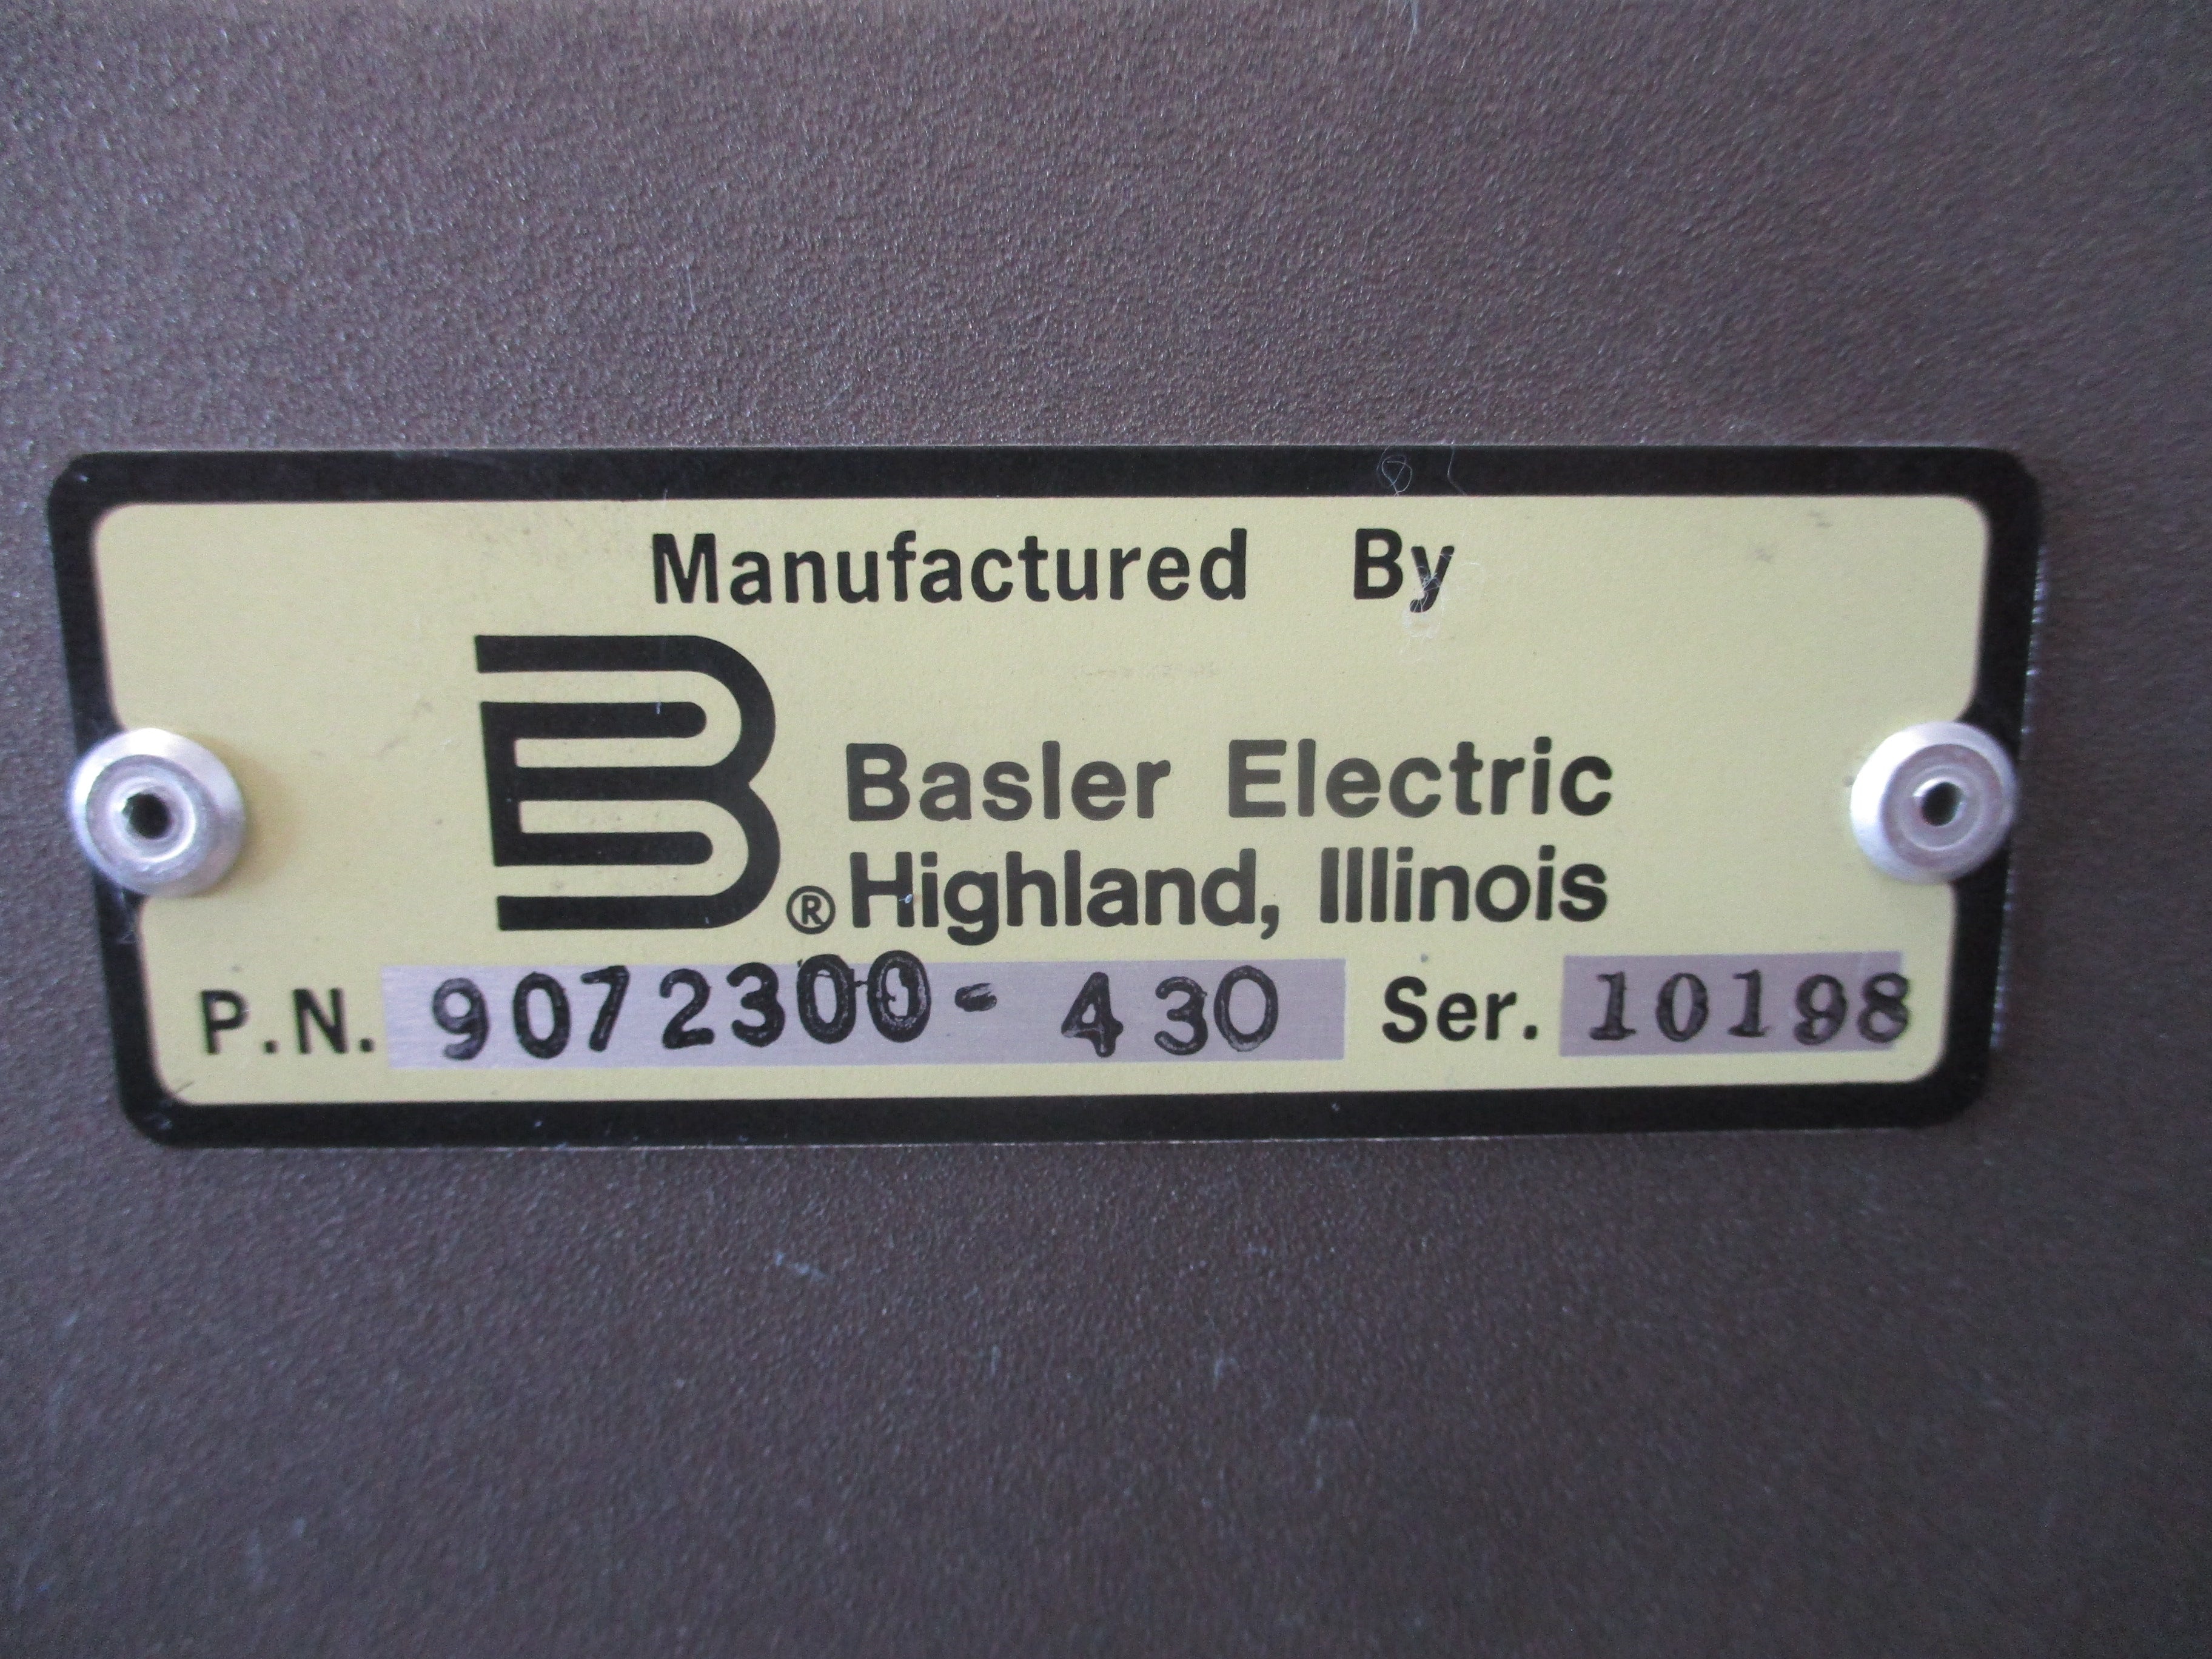 Manufactured By
B
Basler Electric
® Highland, Illinois
P.N. 9072300-430 Ser. 10198